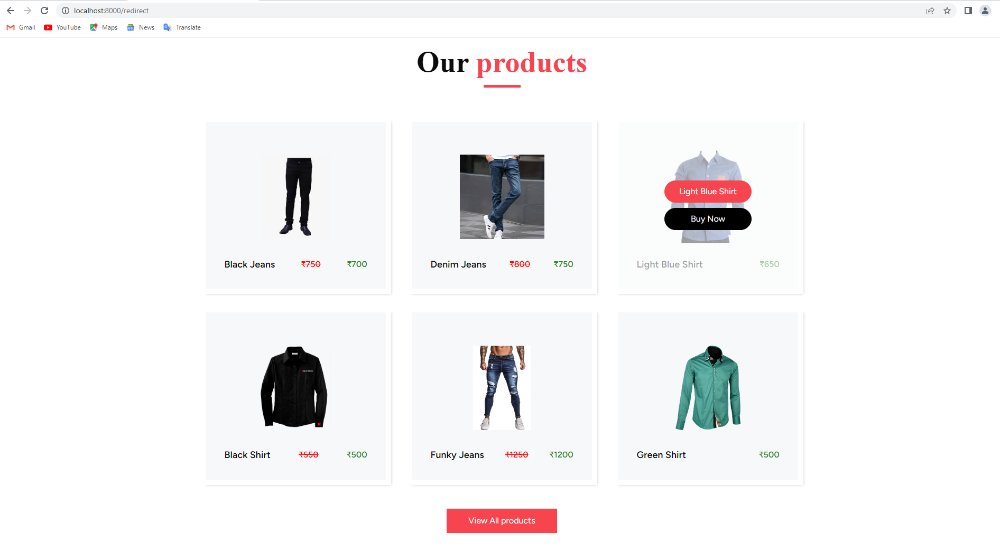 localhost:8000/redirect
Gmail YouTube Maps News Translate
Our products
Light Blue Shirt
Buy Now
Black Jeans ₹750 ₹700
Denim Jeans ₹800 ₹750
Light Blue Shirt ₹650
Black Shirt ₹550 ₹500
Funky Jeans ₹1250 ₹1200
Green Shirt ₹500
View All products